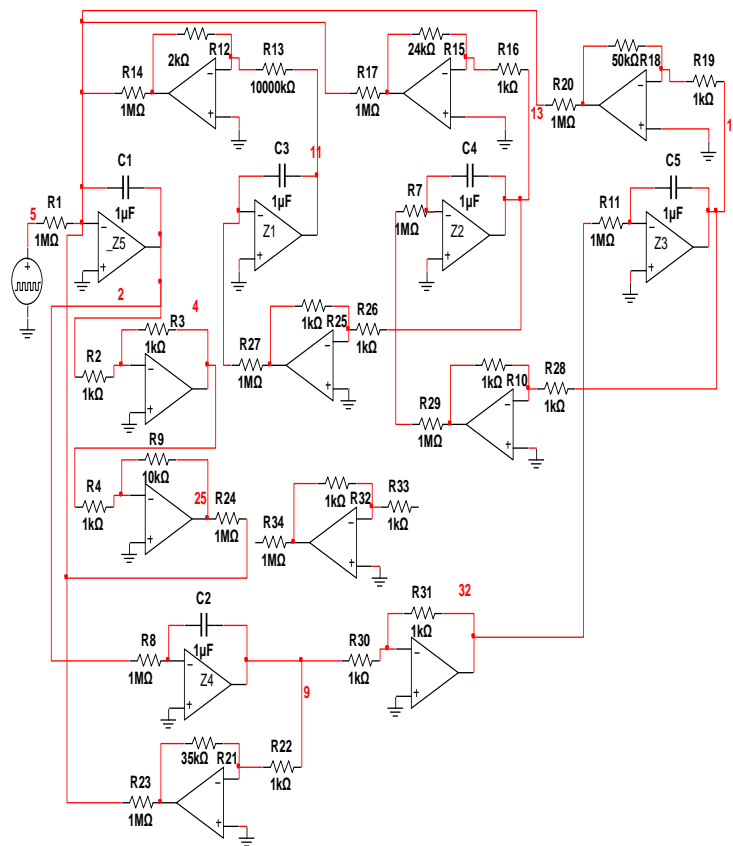 R12
2kΩ
R13
10000kΩ
R14
1MΩ
R15
24kΩ
R16
1kΩ
R17
1MΩ
R18
50kΩ
R19
1kΩ
R20
1MΩ
13
1
11
C1
1µF
C3
1µF
C4
1µF
C5
1µF
5
R1
1MΩ
_Z5
Z1
R7
1MΩ
Z2
R11
1MΩ
Z3
2
4
R3
1kΩ
R2
1kΩ
R25
1kΩ
R26
1kΩ
R27
1MΩ
R10
1kΩ
R28
1kΩ
R29
1MΩ
R9
10kΩ
R4
1kΩ
25
R24
1MΩ
R32
1kΩ
R33
1kΩ
R34
1MΩ
C2
1µF
R8
1MΩ
Z4
9
R30
1kΩ
R31
1kΩ
32
R21
35kΩ
R22
1kΩ
R23
1MΩ